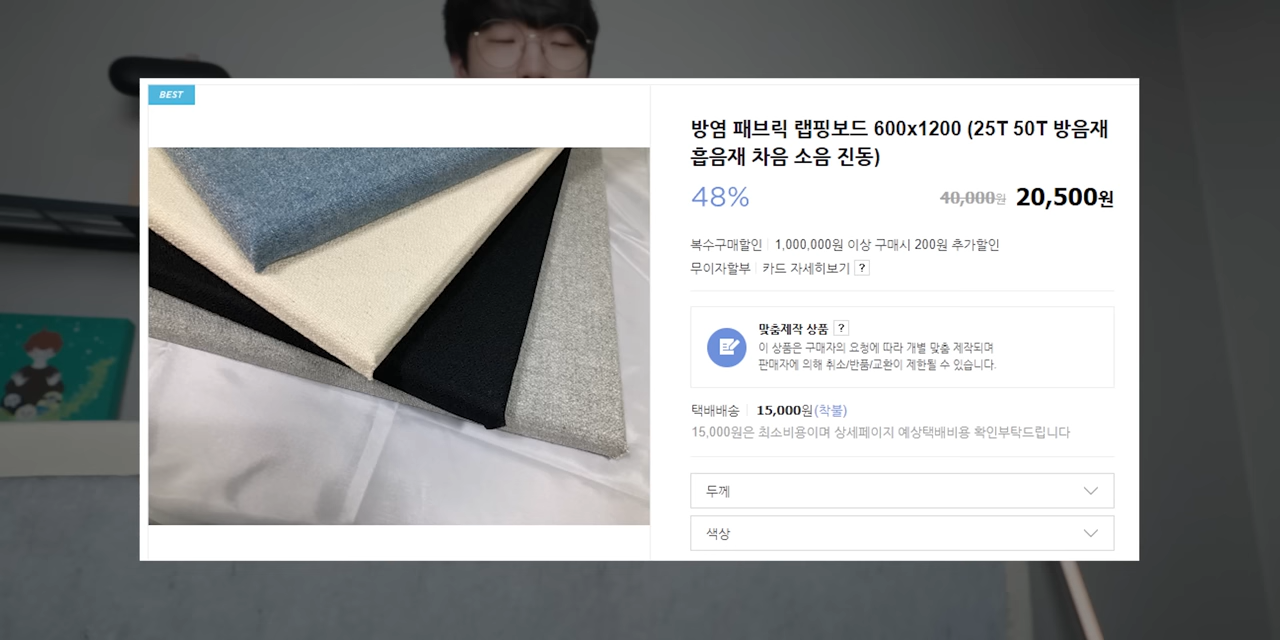 BEST
방염 패브릭 랩핑보드 600x1200 (25T 50T 방음재
흡음재 차음 소음 진동)
48%
40,000원 20,500원
복수구매할인 1,000,000원 이상 구매시 200원 추가할인
무이자할부 카드 자세히보기 ?
맞춤제작 상품 ?
이 상품은 구매자의 요청에 따라 개별 맞춤 제작되며
판매자에 의해 취소/반품/교환이 제한될 수 있습니다.
택배배송 15,000원(착불)
15,000원은 최소비용이며 상세페이지 예상택배비용 확인부탁드립니다
두께
색상